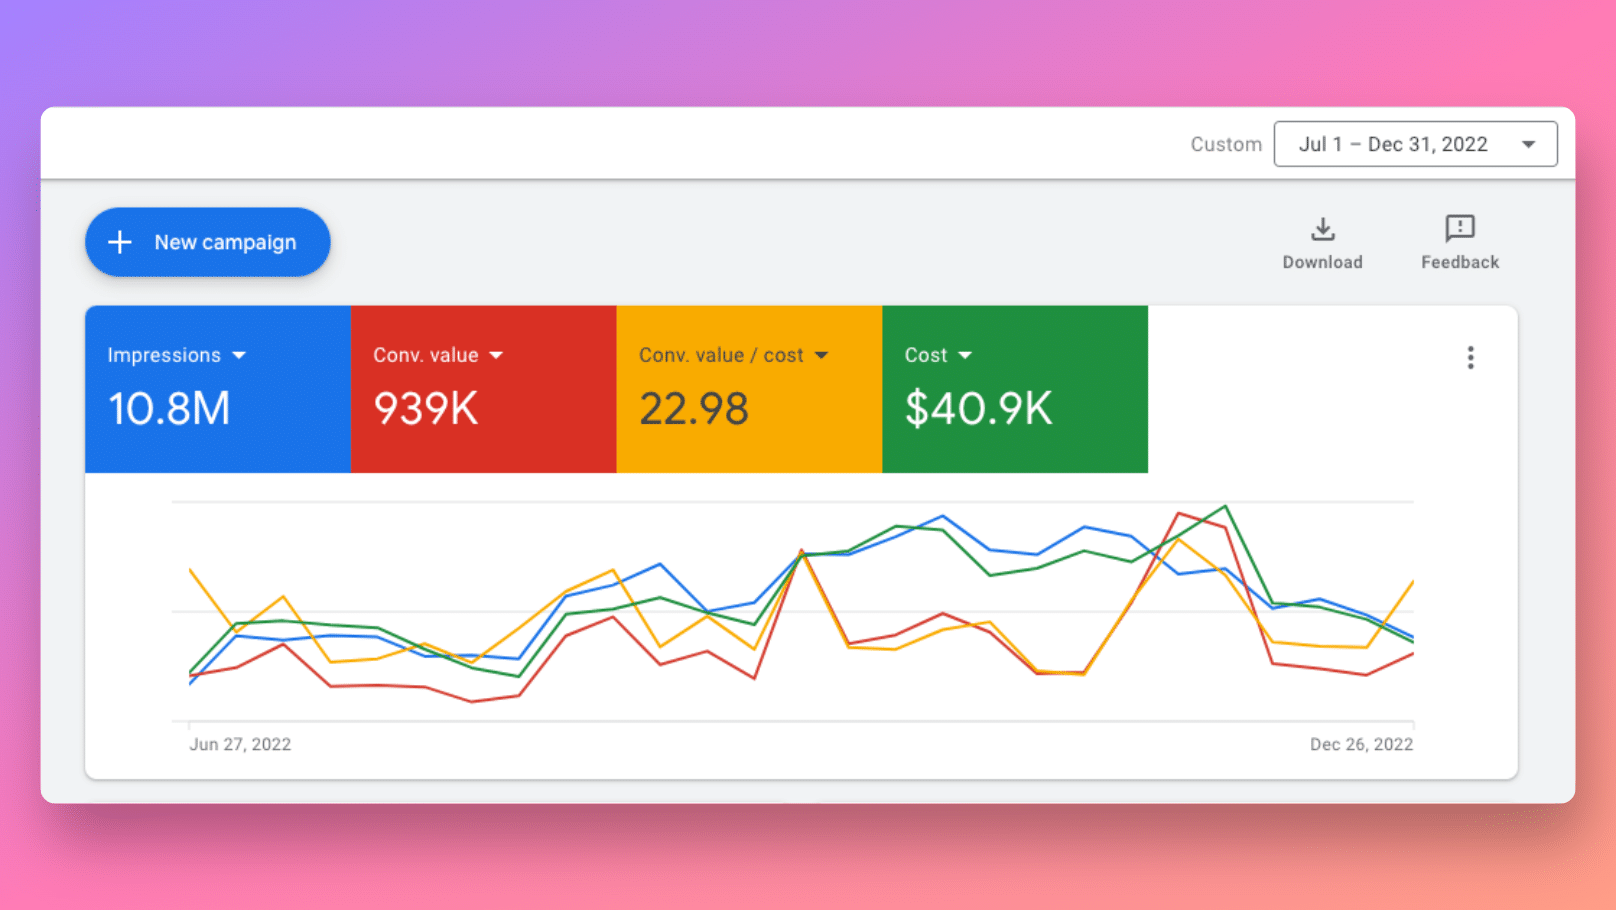 Custom
Jul 1 – Dec 31, 2022
New campaign
Download
Feedback
Impressions
Conv. value
Conv. value / cost
Cost
10.8M
939K
22.98
$40.9K
Jun 27, 2022
Dec 26, 2022